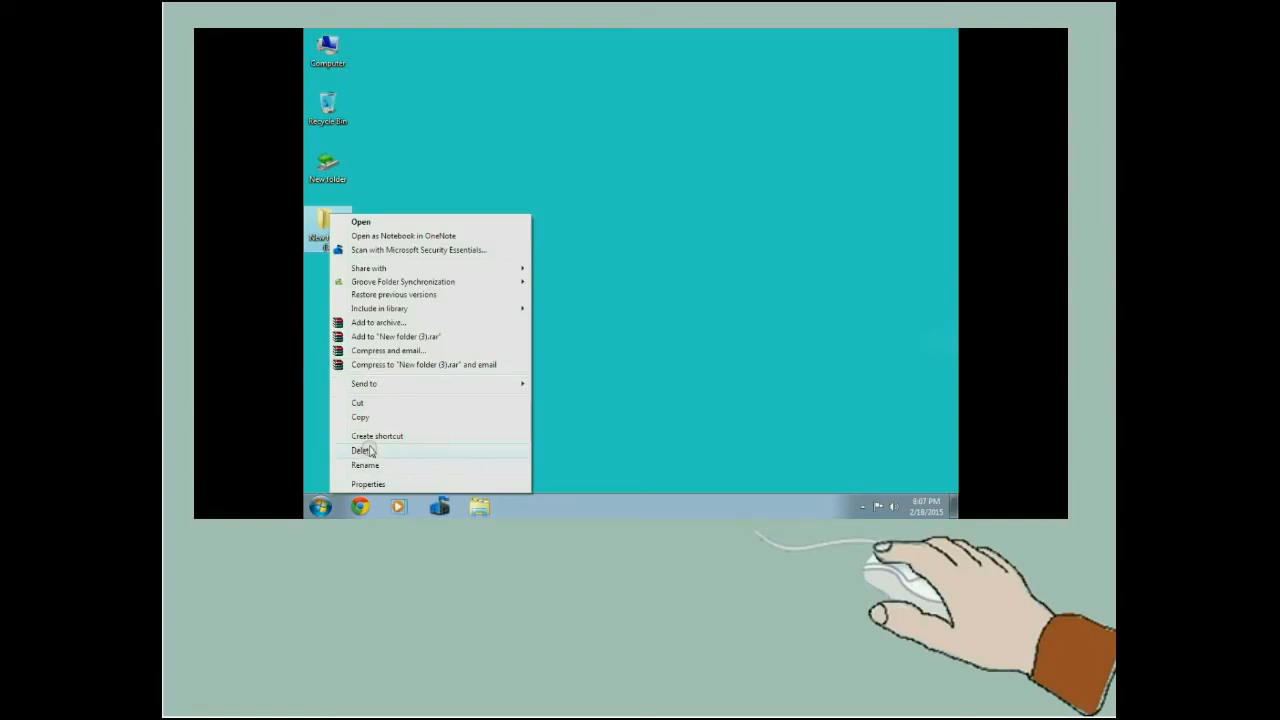 Computer
Recycle Bin
New folder
Open
Open as Notebook in OneNote
Scan with Microsoft Security Essentials...
Share with
Groove Folder Synchronization
Restore previous versions
Include in library
Add to archive...
Add to "New folder (3).rar"
Compress and email...
Compress to "New folder (3).rar" and email
Send to
Cut
Copy
Create shortcut
Rename
Properties
8:07 PM
2/18/2015